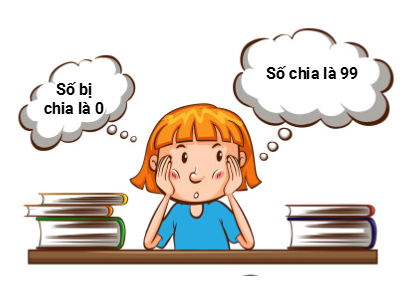 Số bị
chia là 0
Số chia là 99